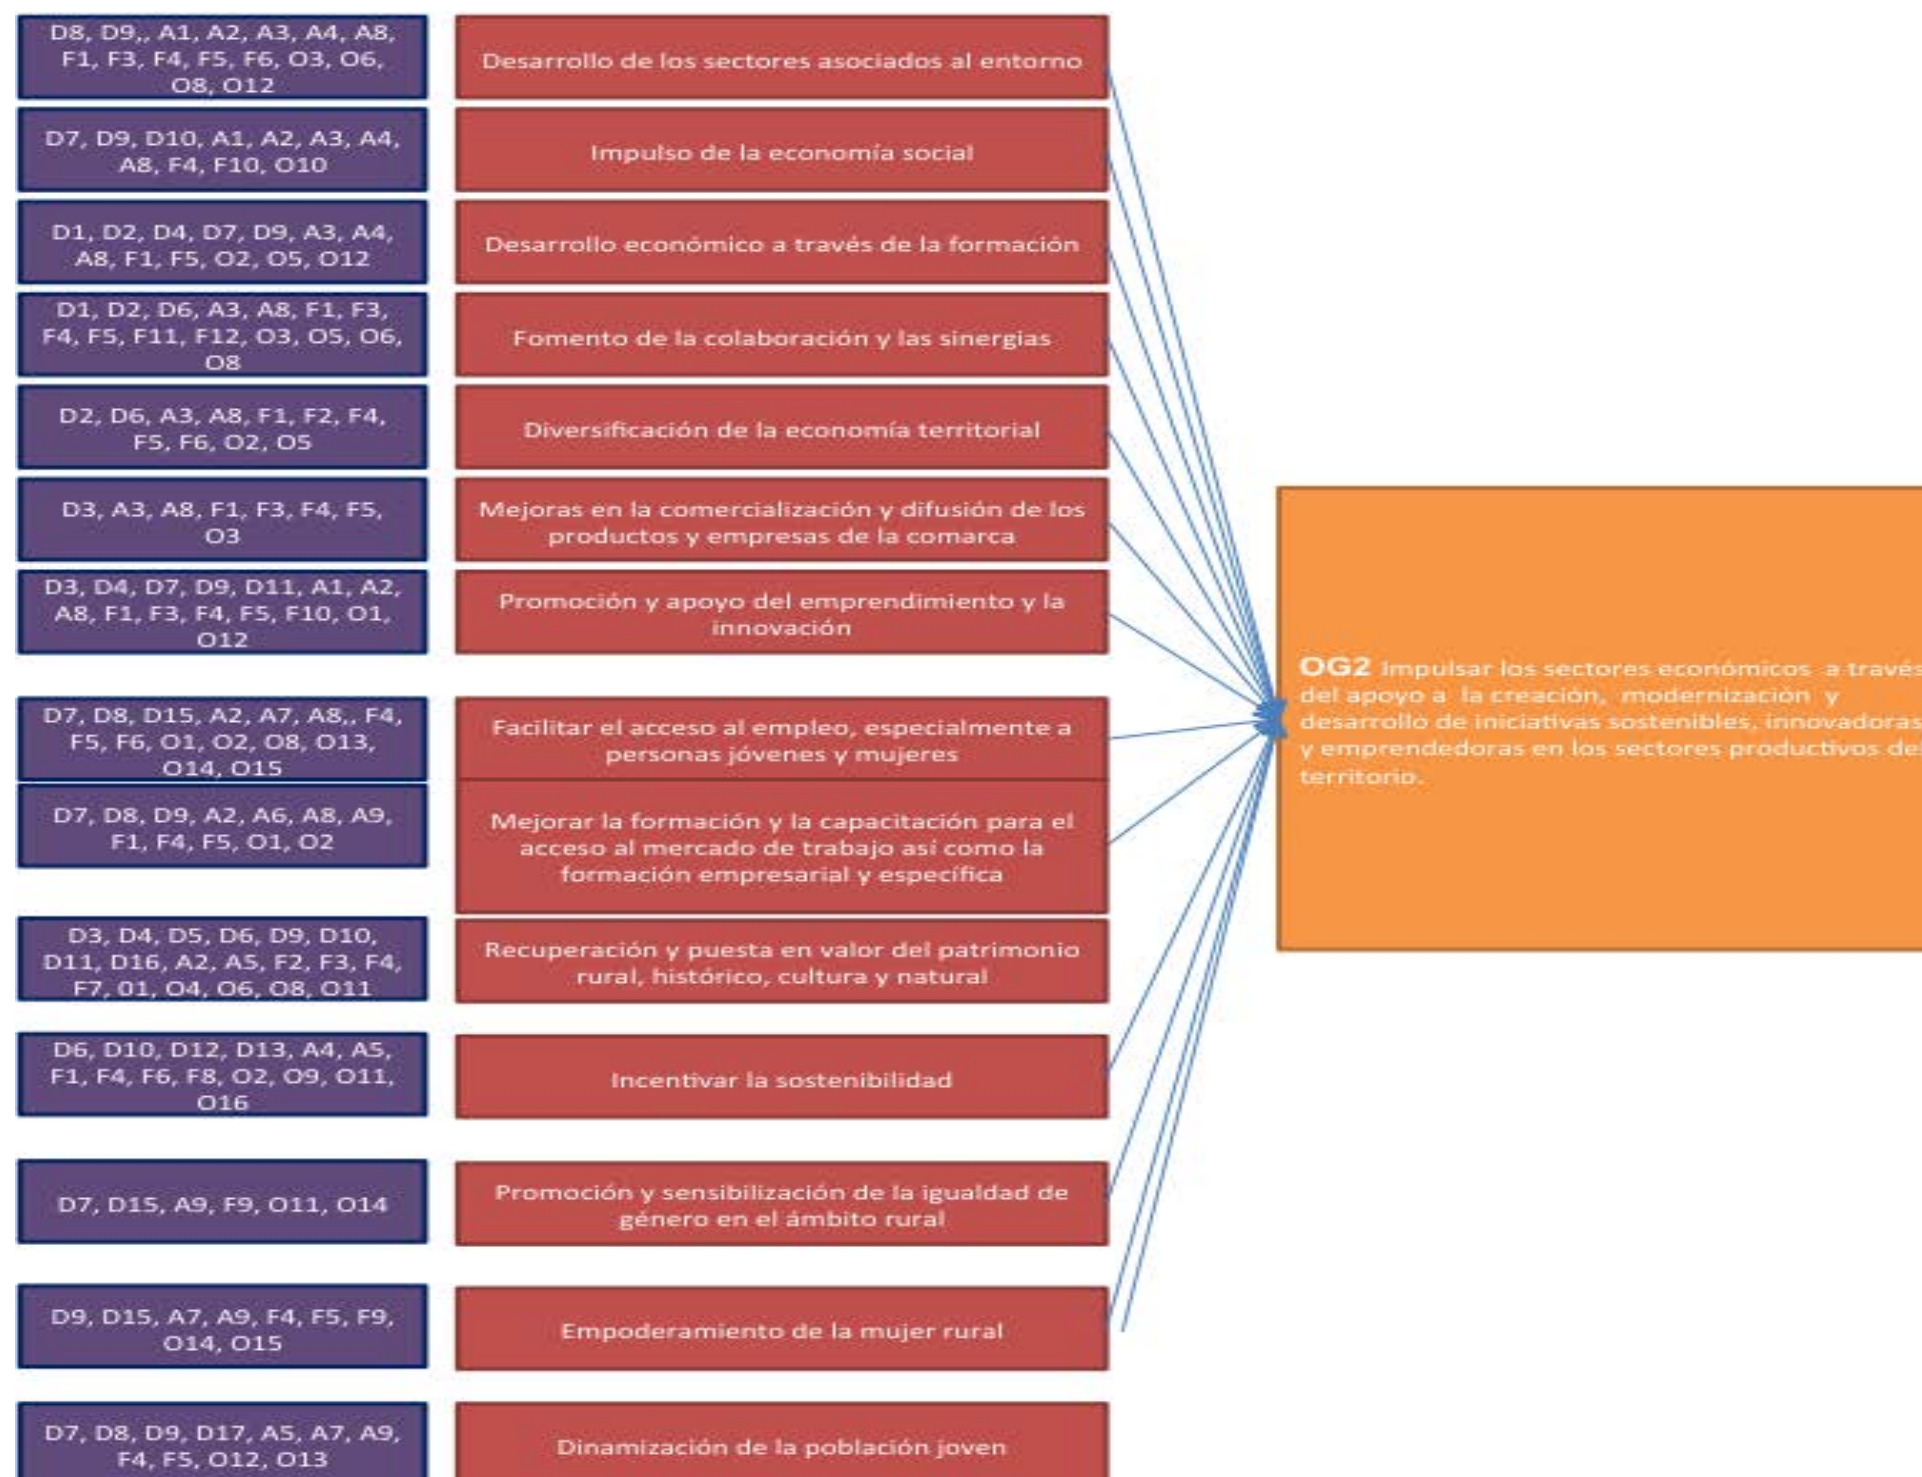 D8, D9,, A1, A2, A3, A4, A8,
F1, F3, F4, F5, F6, O3, O6,
O8, O12
Desarrollo de los sectores asociados al entorno
D7, D9, D10, A1, A2, A3, A4,
A8, F4, F10, O10
Impulso de la economía social
D1, D2, D4, D7, D9, A3, A4,
A8, F1, F5, O2, O5, O12
Desarrollo económico a través de la formación
D1, D2, D6, A3, A8, F1, F3,
F4, F5, F11, F12, O3, O5, O6,
O8
Fomento de la colaboración y las sinergias
D2, D6, A3, A8, F1, F2, F4,
F5, F6, O2, O5
Diversificación de la economía territorial
D3, A3, A8, F1, F3, F4, F5,
O3
Mejoras en la comercialización y difusión de los
productos y empresas de la comarca
D3, D4, D7, D9, D11, A1, A2,
A8, F1, F3, F4, F5, F10, O1,
O12
Promoción y apoyo del emprendimiento y la
innovación
D7, D8, D15, A2, A7, A8,, F4,
F5, F6, O1, O2, O8, O13,
O14, O15
Facilitar el acceso al empleo, especialmente a
personas jóvenes y mujeres
D7, D8, D9, A2, A6, A8, A9,
F1, F4, F5, O1, O2
Mejorar la formación y la capacitación para el
acceso al mercado de trabajo así como la
formación empresarial y específica
D3, D4, D5, D6, D9, D10,
D11, D16, A2, A5, F2, F3, F4,
F7, 01, O4, O6, O8, O11
Recuperación y puesta en valor del patrimonio
rural, histórico, cultura y natural
D6, D10, D12, D13, A4, A5,
F1, F4, F6, F8, O2, O9, O11,
O16
Incentivar la sostenibilidad
D7, D15, A9, F9, O11, O14
Promoción y sensibilización de la igualdad de
género en el ámbito rural
D9, D15, A7, A9, F4, F5, F9,
O14, O15
Empoderamiento de la mujer rural
D7, D8, D9, D17, A5, A7, A9,
F4, F5, O12, O13
Dinamización de la población joven
OG2 Impulsar los sectores económicos a través
del apoyo a la creación, modernización y
desarrollo de iniciativas sostenibles, innovadoras
y emprendedoras en los sectores productivos de
territorio.